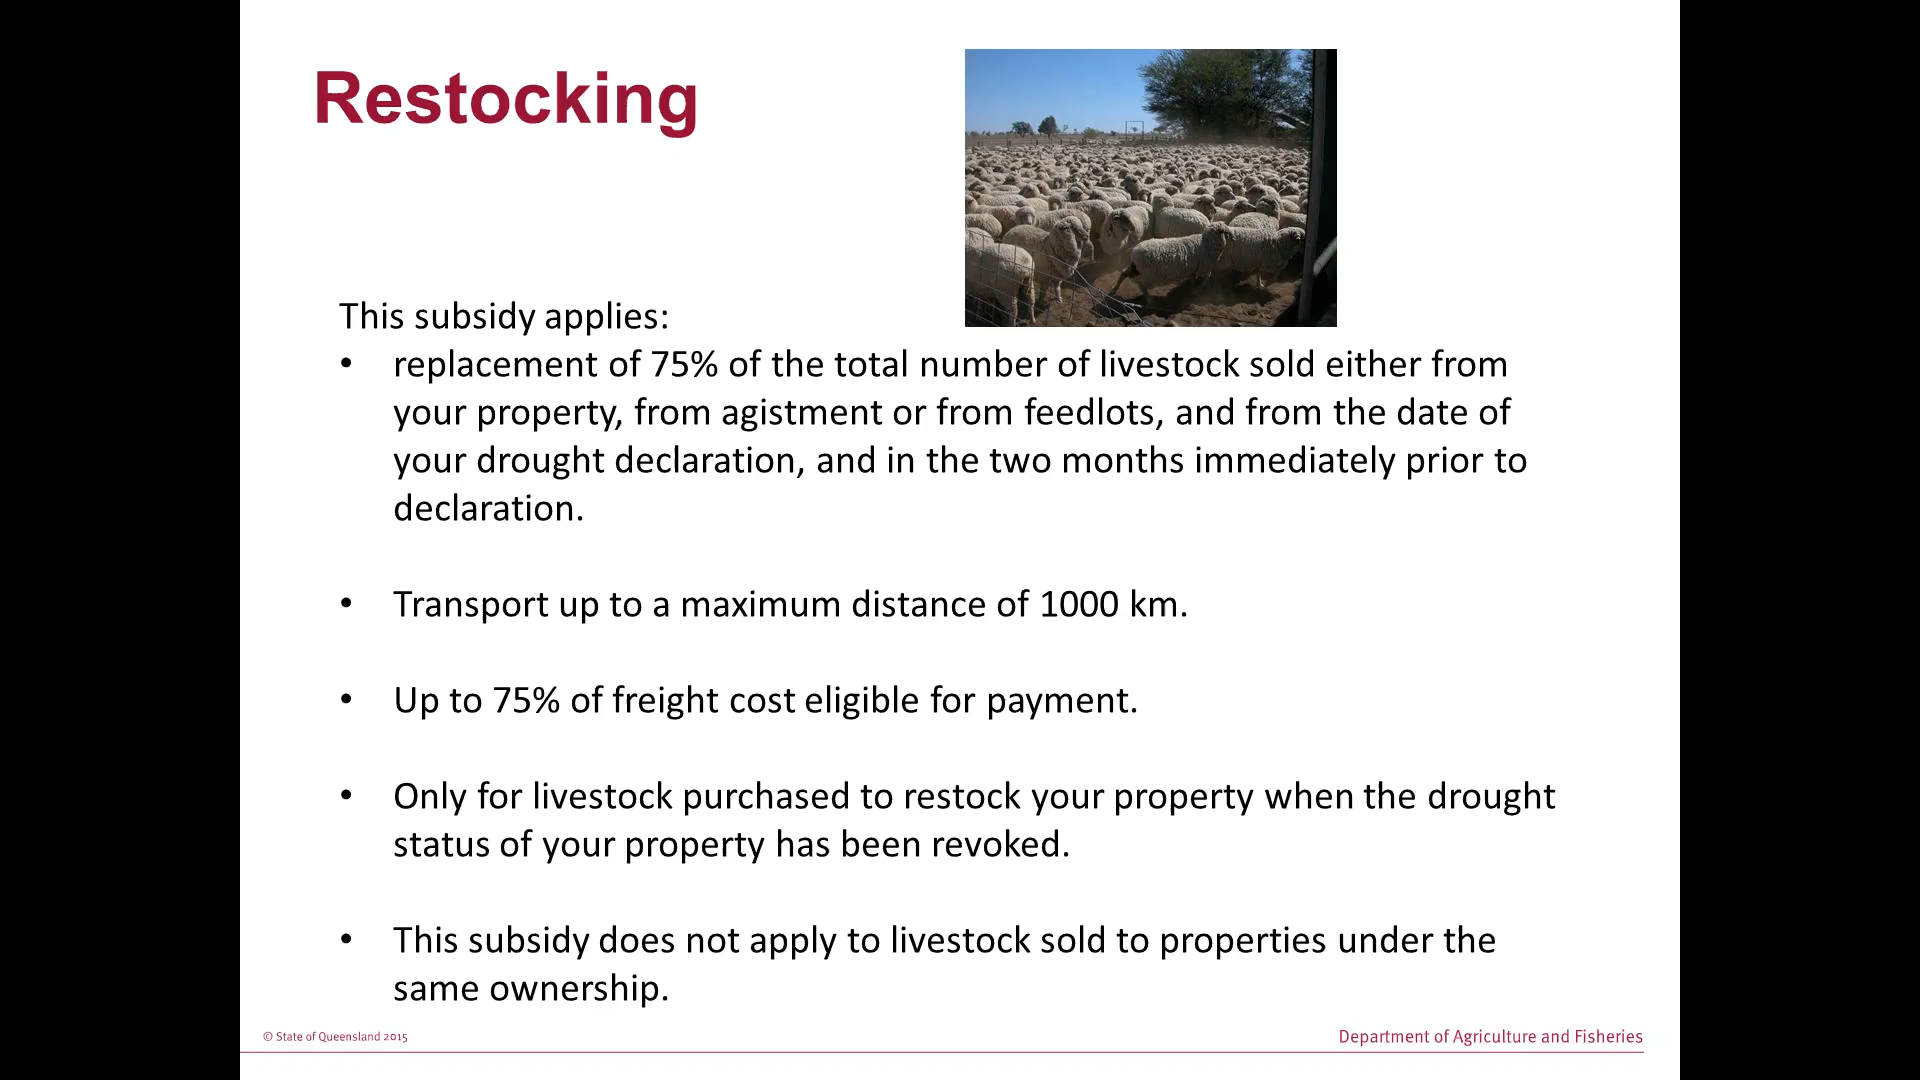 Restocking
This subsidy applies:
• replacement of 75% of the total number of livestock sold either from
your property, from agistment or from feedlots, and from the date of
your drought declaration, and in the two months immediately prior to
declaration.
• Transport up to a maximum distance of 1000 km.
• Up to 75% of freight cost eligible for payment.
• Only for livestock purchased to restock your property when the drought
status of your property has been revoked.
• This subsidy does not apply to livestock sold to properties under the
same ownership.
© State of Queensland 2015
Department of Agriculture and Fisheries